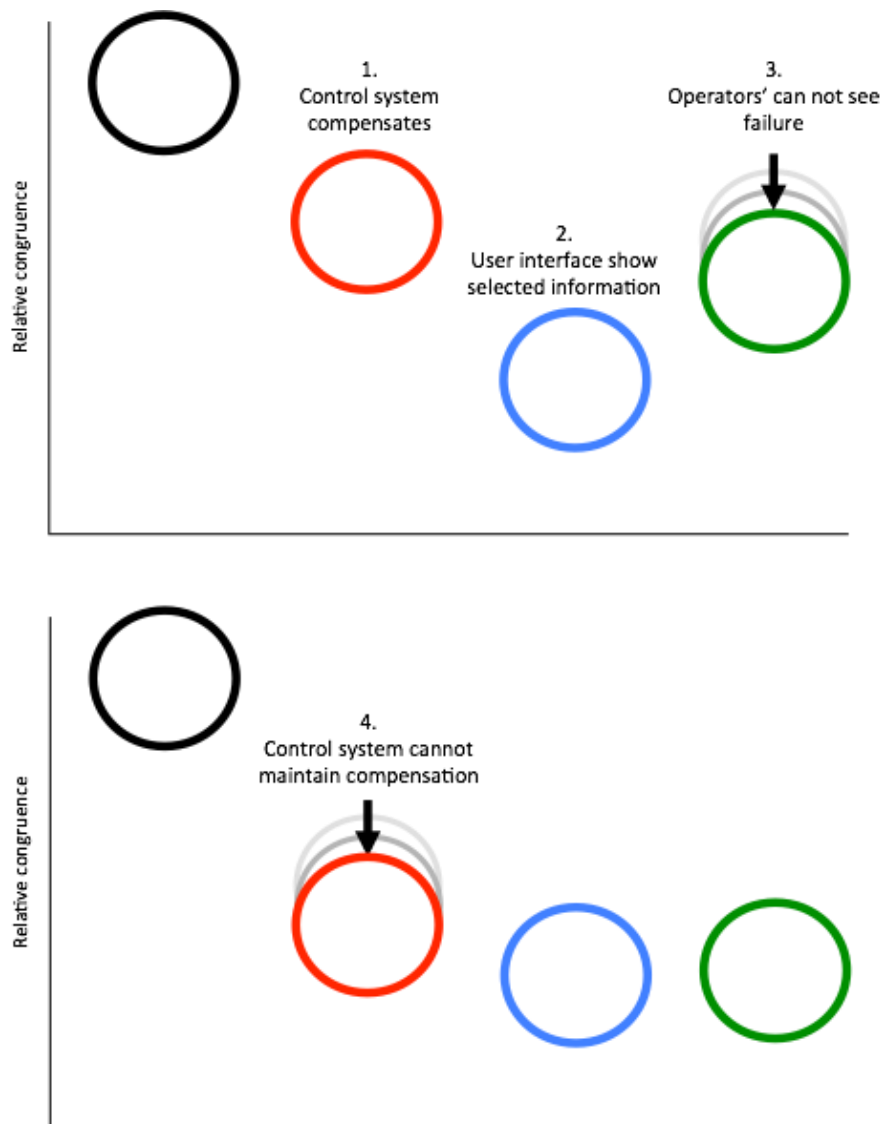 1.
Control system
compensates
3.
Operators’ can not see
failure
2.
User interface show
selected information
Relative congruence
4.
Control system cannot
maintain compensation
Relative congruence